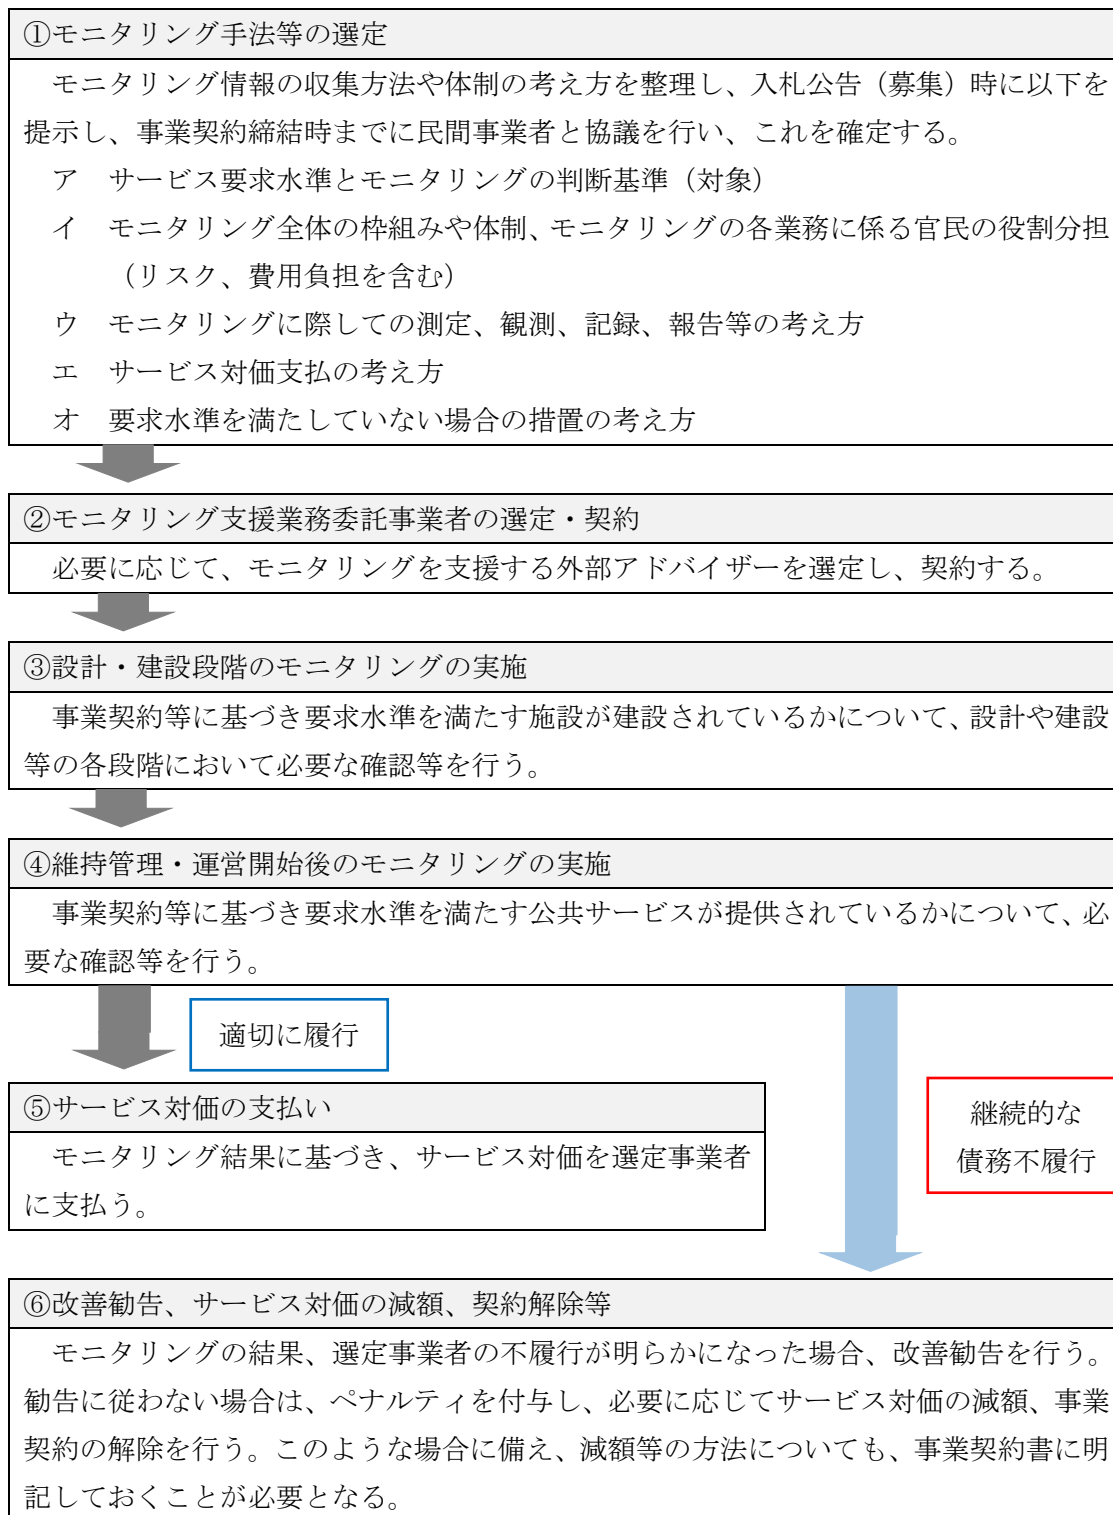 ①モニタリング手法等の選定
モニタリング情報の収集方法や体制の考え方を整理し、入札公告（募集）時に以下を
提示し、事業契約締結時までに民間事業者と協議を行い、これを確定する。
ア　サービス要求水準とモニタリングの判断基準（対象）
イ　モニタリング全体の枠組みや体制、モニタリングの各業務に係る官民の役割分担
（リスク、費用負担を含む）
ウ　モニタリングに際しての測定、観測、記録、報告等の考え方
エ　サービス対価支払の考え方
オ　要求水準を満たしていない場合の措置の考え方
②モニタリング支援業務委託事業者の選定・契約
必要に応じて、モニタリングを支援する外部アドバイザーを選定し、契約する。
③設計・建設段階のモニタリングの実施
事業契約等に基づき要求水準を満たす施設が建設されているかについて、設計や建設
等の各段階において必要な確認等を行う。
④維持管理・運営開始後のモニタリングの実施
事業契約等に基づき要求水準を満たす公共サービスが提供されているかについて、必
要な確認等を行う。
適切に履行
⑤サービス対価の支払い
モニタリング結果に基づき、サービス対価を選定事業者
に支払う。
継続的な
債務不履行
⑥改善勧告、サービス対価の減額、契約解除等
モニタリングの結果、選定事業者の不履行が明らかになった場合、改善勧告を行う。
勧告に従わない場合は、ペナルティを付与し、必要に応じてサービス対価の減額、事業
契約の解除を行う。このような場合に備え、減額等の方法についても、事業契約書に明
記しておくことが必要となる。